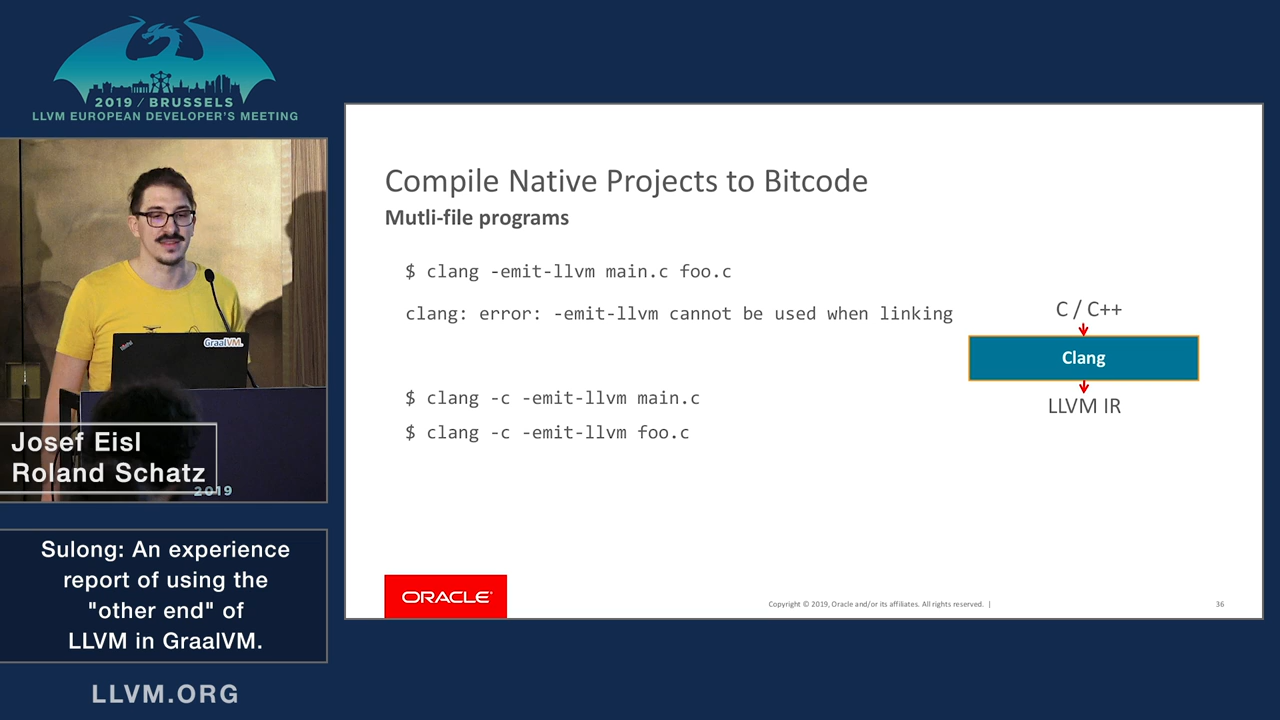 2019 / BRUSSELS
LLVM EUROPEAN DEVELOPER'S MEETING
GraalVM.
Josef Eisl
Roland Schatz
2019
Sulong: An experience
report of using the
"other end" of
LLVM in GraalVM.
LLVM.ORG
Compile Native Projects to Bitcode
Mutli-file programs
$ clang -emit-llvm main.c foo.c
clang: error: -emit-llvm cannot be used when linking
$ clang -c -emit-llvm main.c
$ clang -c -emit-llvm foo.c
C / C++
Clang
LLVM IR
ORACLE
Copyright © 2019, Oracle and/or its affiliates. All rights reserved. |
36